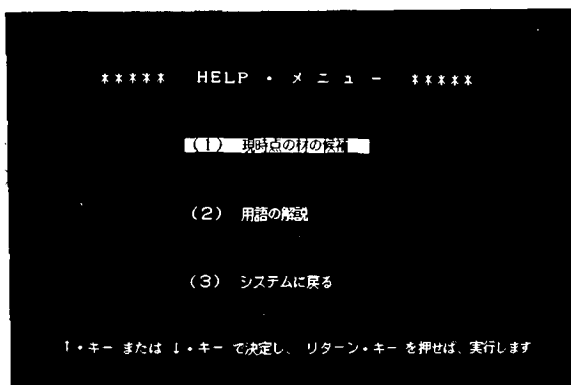 ***** HELP・メニュー *****
(1) 現時点の材の候補
(2) 用語の解説
(3) システムに戻る
↑・キー または ↓・キー で決定し、 リターン・キー を押せば、実行します